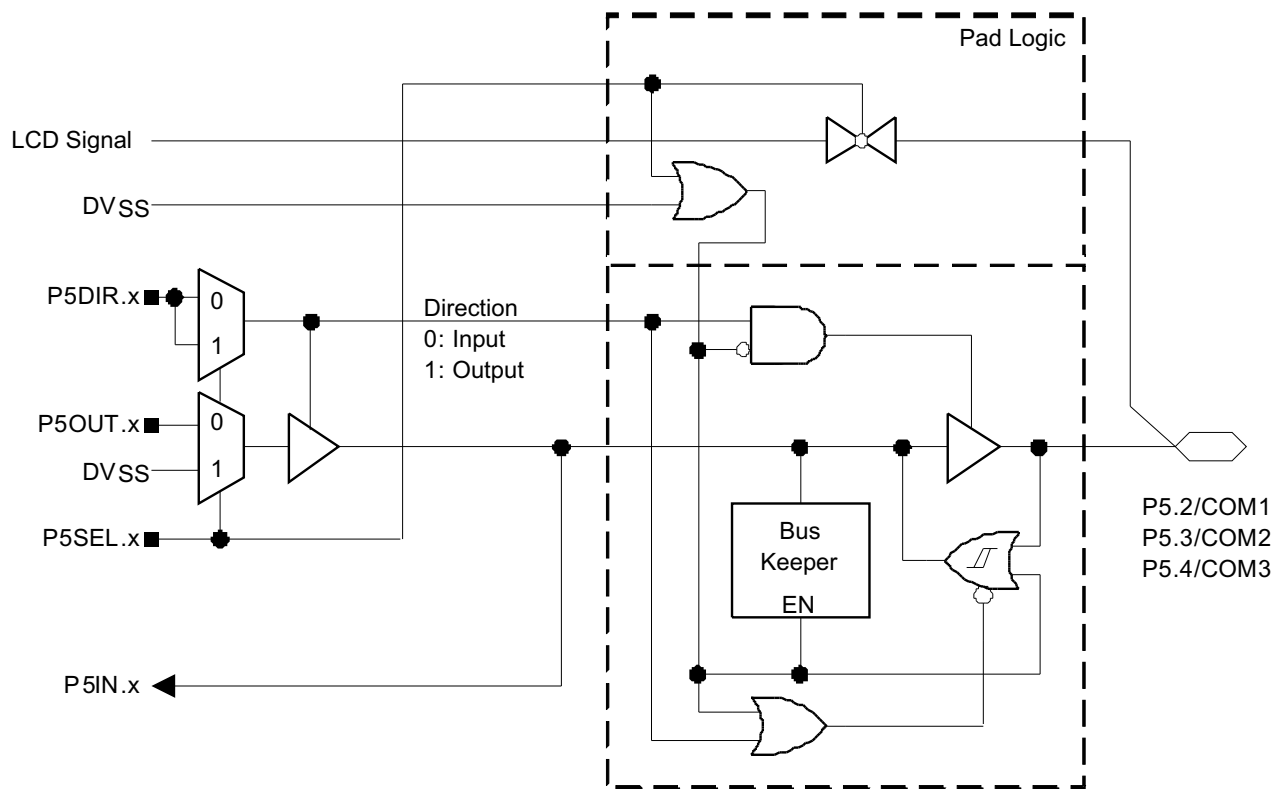 Pad Logic
LCD Signal
DVSS
P5DIR.x
0
1
Direction
0: Input
1: Output
P5OUT.x
0
DVSS
1
P5SEL.x
Bus
Keeper
EN
P5.2/COM1
P5.3/COM2
P5.4/COM3
P5IN.x